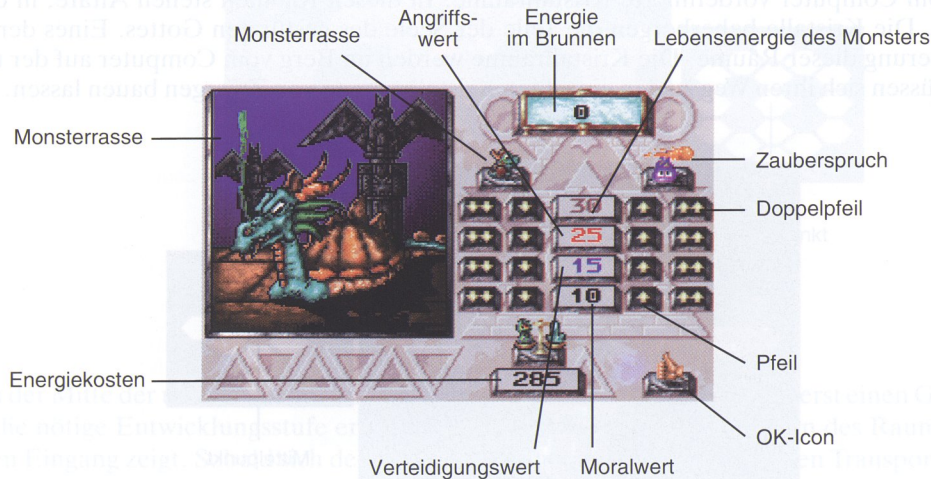 Angriffs-
wert
Energie
im Brunnen
Monsterrasse
Lebensenergie des Monsters
0
Monsterrasse
Zauberspruch
30
Doppelpfeil
25
15
10
Pfeil
Energiekosten
285
OK-Icon
Verteidigungswert
Moralwert